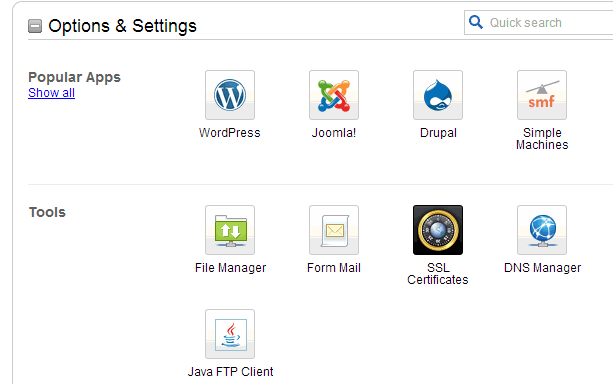 Options & Settings
Quick search
Popular Apps
Show all
WordPress
Joomla!
Drupal
smf
Simple
Machines
Tools
File Manager
Form Mail
SSL
Certificates
DNS Manager
Java FTP Client